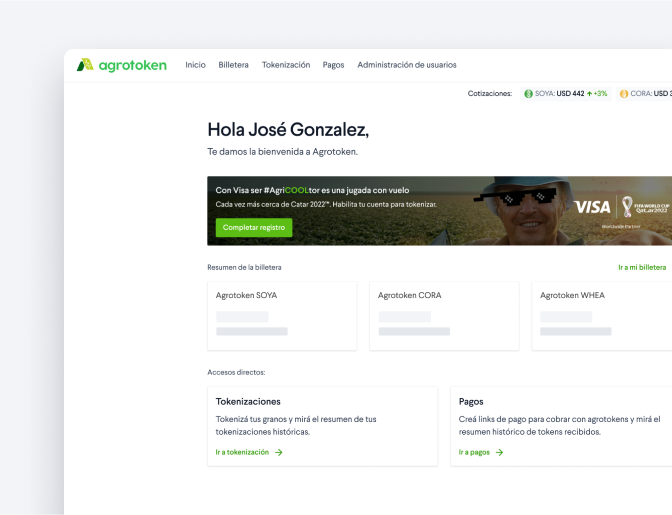 agrotoken Inicio Billetera Tokenización Pagos Administración de usuarios
Cotizaciones: SOYA: USD 442 +3% CORA: USD 3
Hola José Gonzalez,
Te damos la bienvenida a Agrotoken.
Con Visa ser #AgriCOOLtor es una jugada con vuelo
Cada vez más cerca de Catar 2022™. Habilita tu cuenta para tokenizar.
Completar registro
VISA
FIFA WORLD CUP
Qatar2022
Worldwide Partner
Resumen de la billetera Ir a mi billetera
Agrotoken SOYA Agrotoken CORA Agrotoken WHEA
Accesos directos:
Tokenizaciones
Tokenizá tus granos y mirá el resumen de tus
tokenizaciones históricas.
Ir a tokenización
Pagos
Creá links de pago para cobrar con agrotokens y mirá el
resumen histórico de tokens recibidos.
Ir a pagos